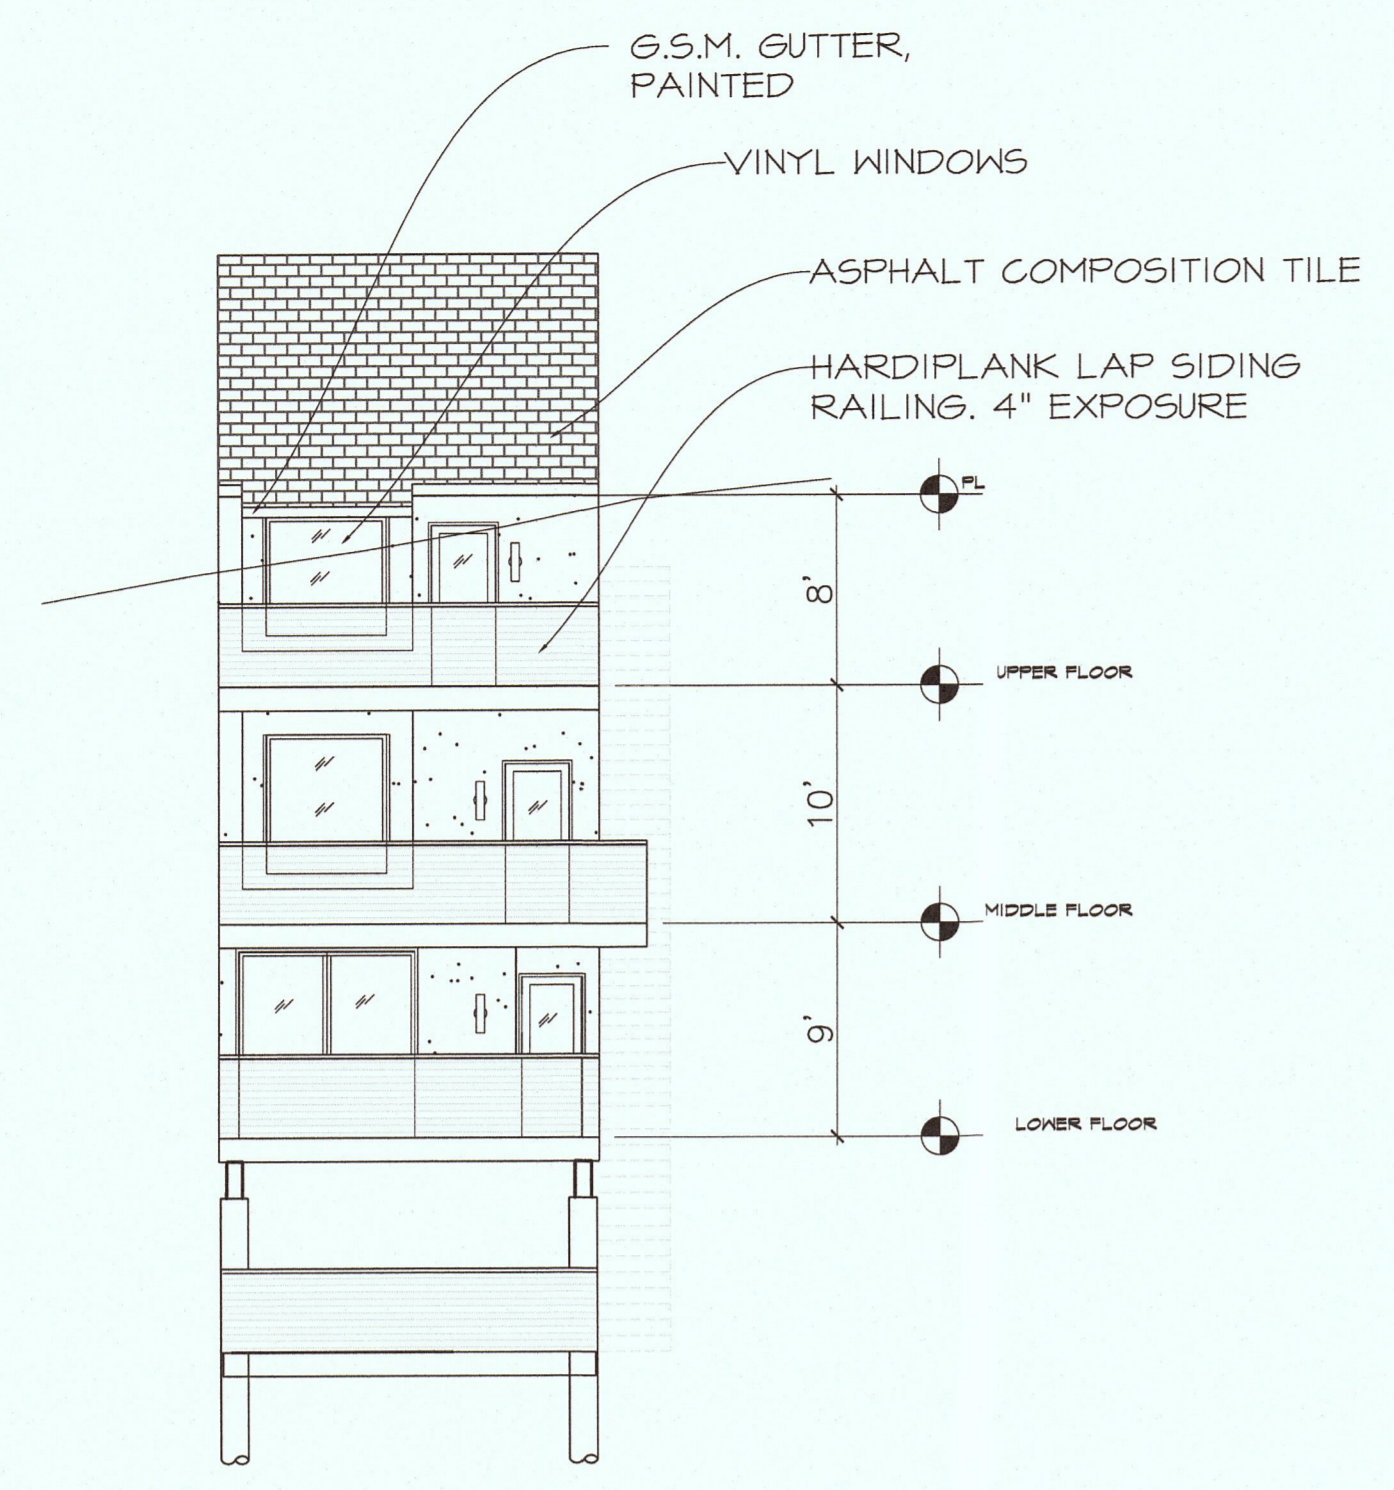 G.S.M. GUTTER,
PAINTED
VINYL WINDOWS
ASPHALT COMPOSITION TILE
HARDIPLANK LAP SIDING
RAILING. 4" EXPOSURE
PL
8'
UPPER FLOOR
10'
MIDDLE FLOOR
9'
LOWER FLOOR